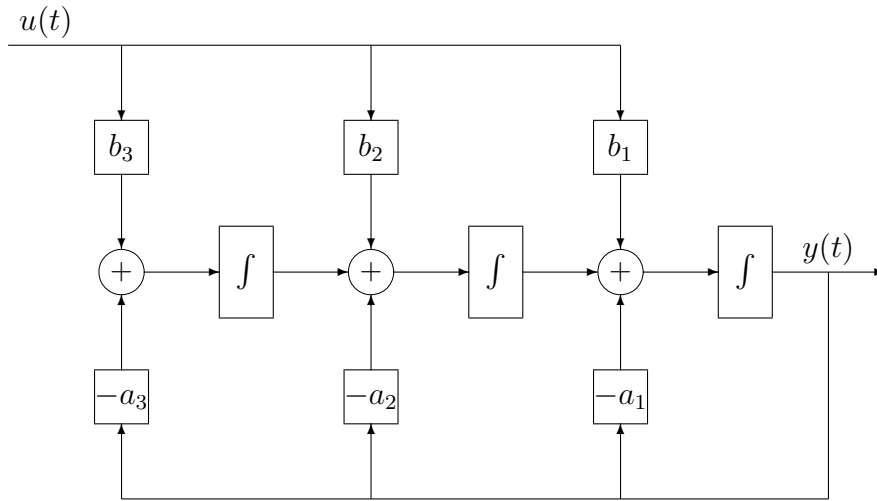 u(t)
b₃ b₂ b₁
+ ∫ + ∫ + ∫ y(t)
−a₃ −a₂ −a₁